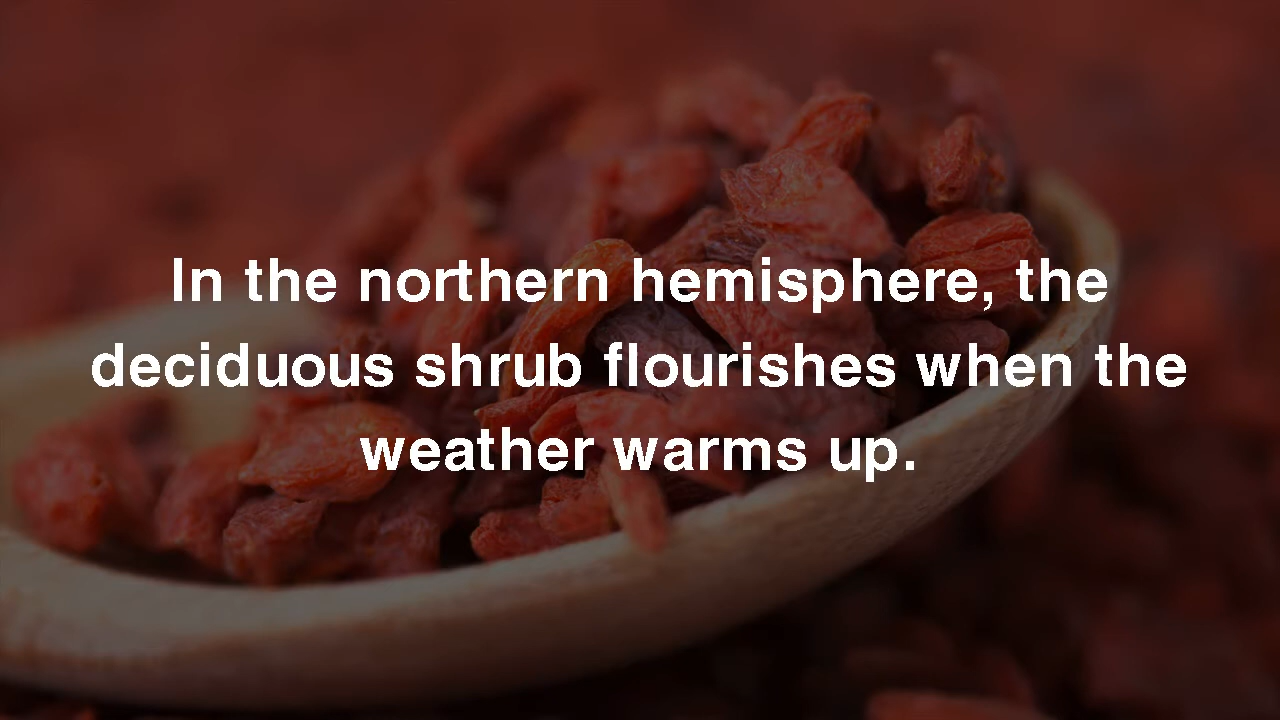 In the northern hemisphere, the
deciduous shrub flourishes when the
weather warms up.